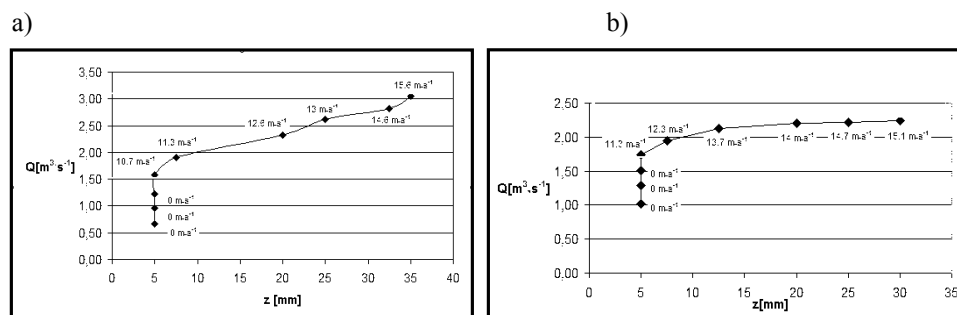 a)
3,50
3,00
2,50
2,00
Q[m³·s⁻¹]
1,50
1,00
0,50
0,00
15.6 m·s⁻¹
13 m·s⁻¹
14.6 m·s⁻¹
12.6 m·s⁻¹
11.3 m·s⁻¹
10.7 m·s⁻¹
0 m·s⁻¹
0 m·s⁻¹
0 m·s⁻¹
0 5 10 15 20 25 30 35 40
z [mm]
b)
2,50
2,00
1,50
Q[m³·s⁻¹]
1,00
0,50
0,00
12.3 m·s⁻¹
13.7 m·s⁻¹
14 m·s⁻¹
14.7 m·s⁻¹
15.1 m·s⁻¹
0 m·s⁻¹
0 m·s⁻¹
0 m·s⁻¹
0 5 10 15 20 25 30 35
z[mm]